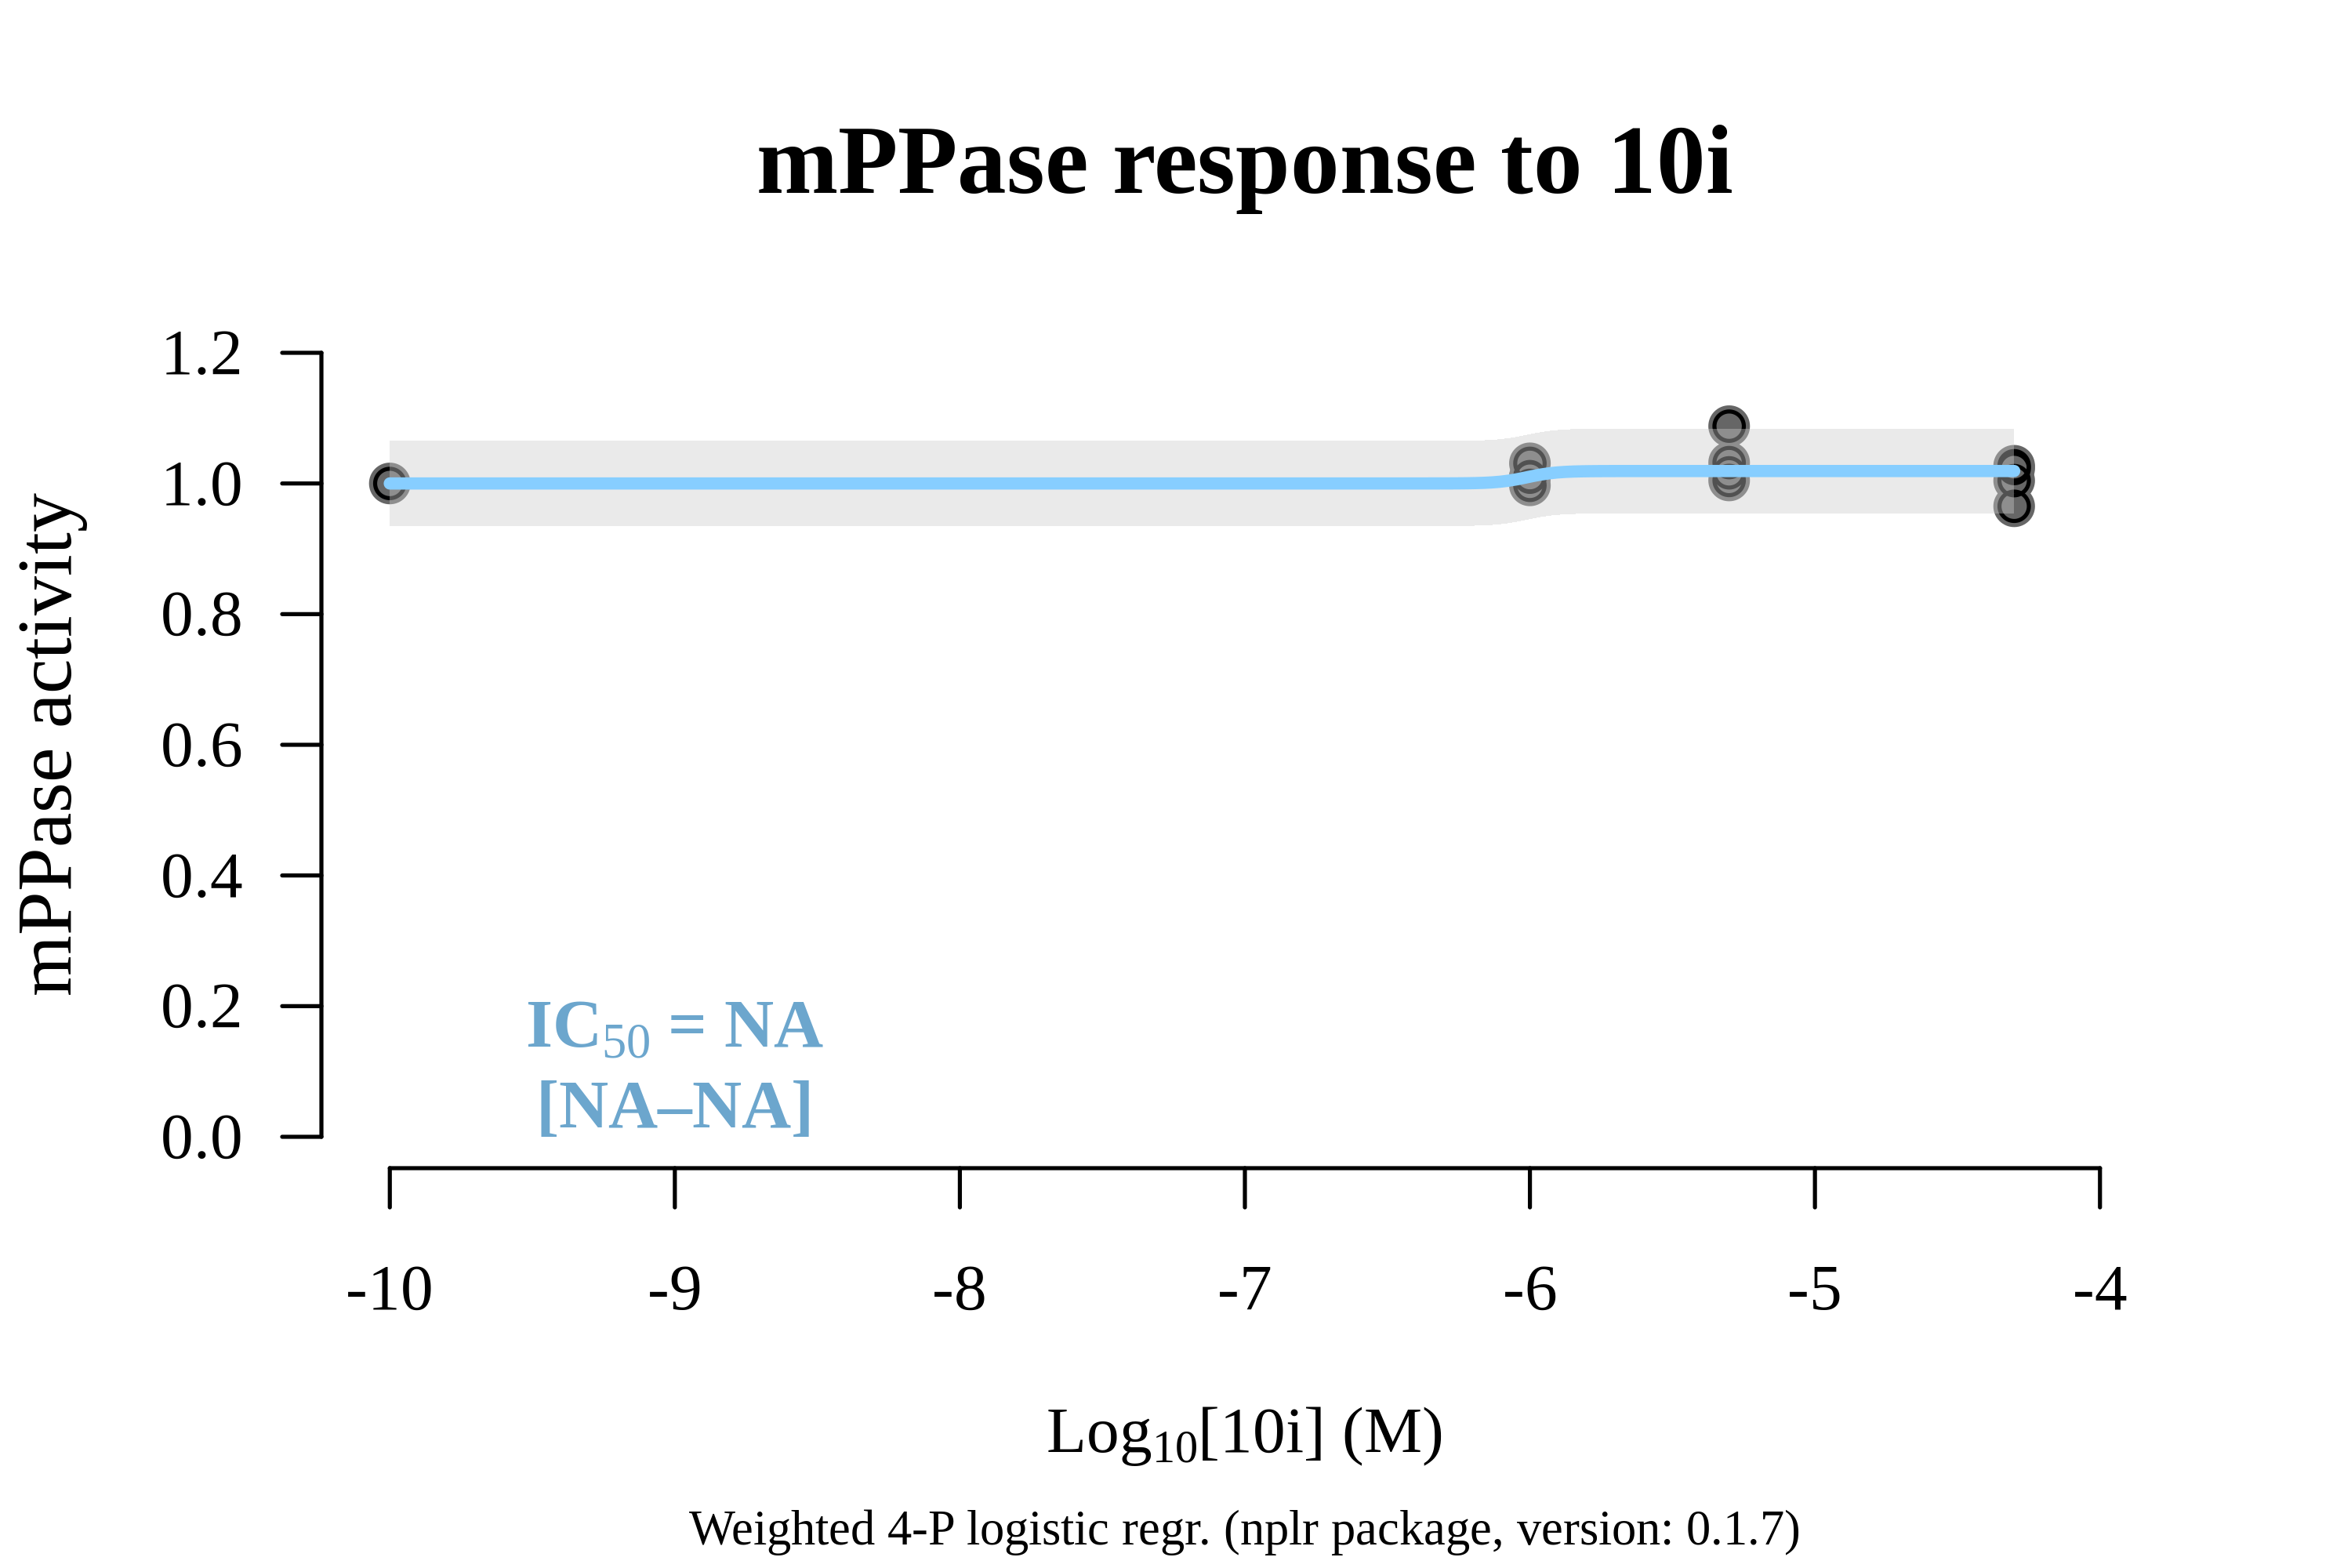 mPPase response to 10i
mPPase activity
1.2
1.0
0.8
0.6
0.4
0.2
0.0
IC50 = NA
[NA–NA]
-10 -9 -8 -7 -6 -5 -4
Log10[10i] (M)
Weighted 4-P logistic regr. (nplr package, version: 0.1.7)